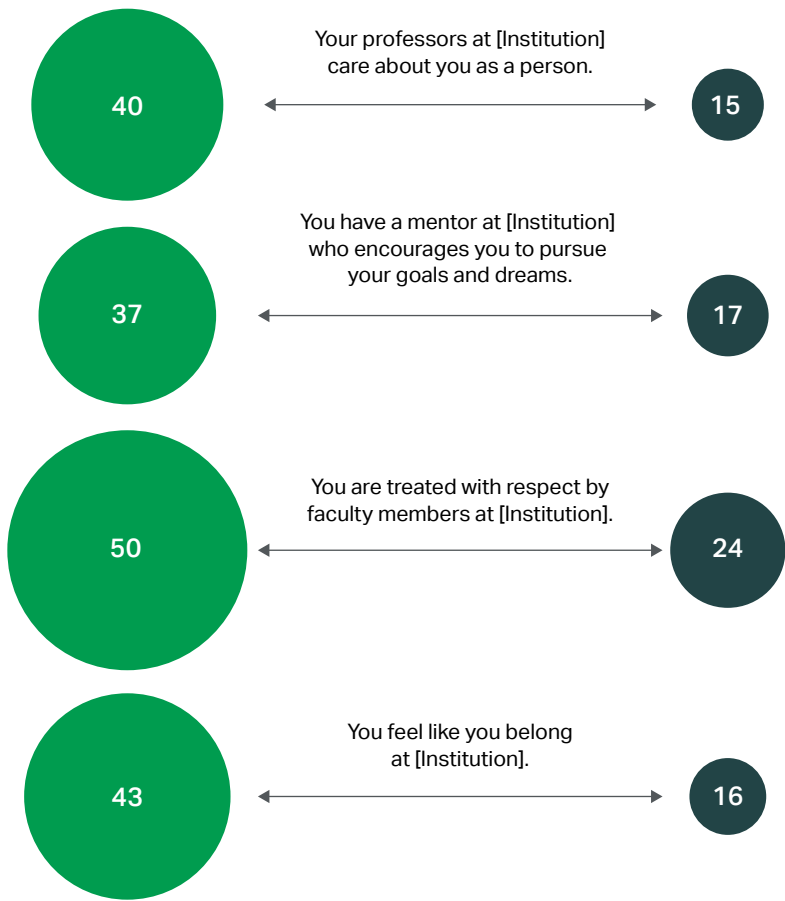 Your professors at [Institution]
care about you as a person.
40
15
You have a mentor at [Institution]
who encourages you to pursue
your goals and dreams.
37
17
You are treated with respect by
faculty members at [Institution].
50
24
You feel like you belong
at [Institution].
43
16